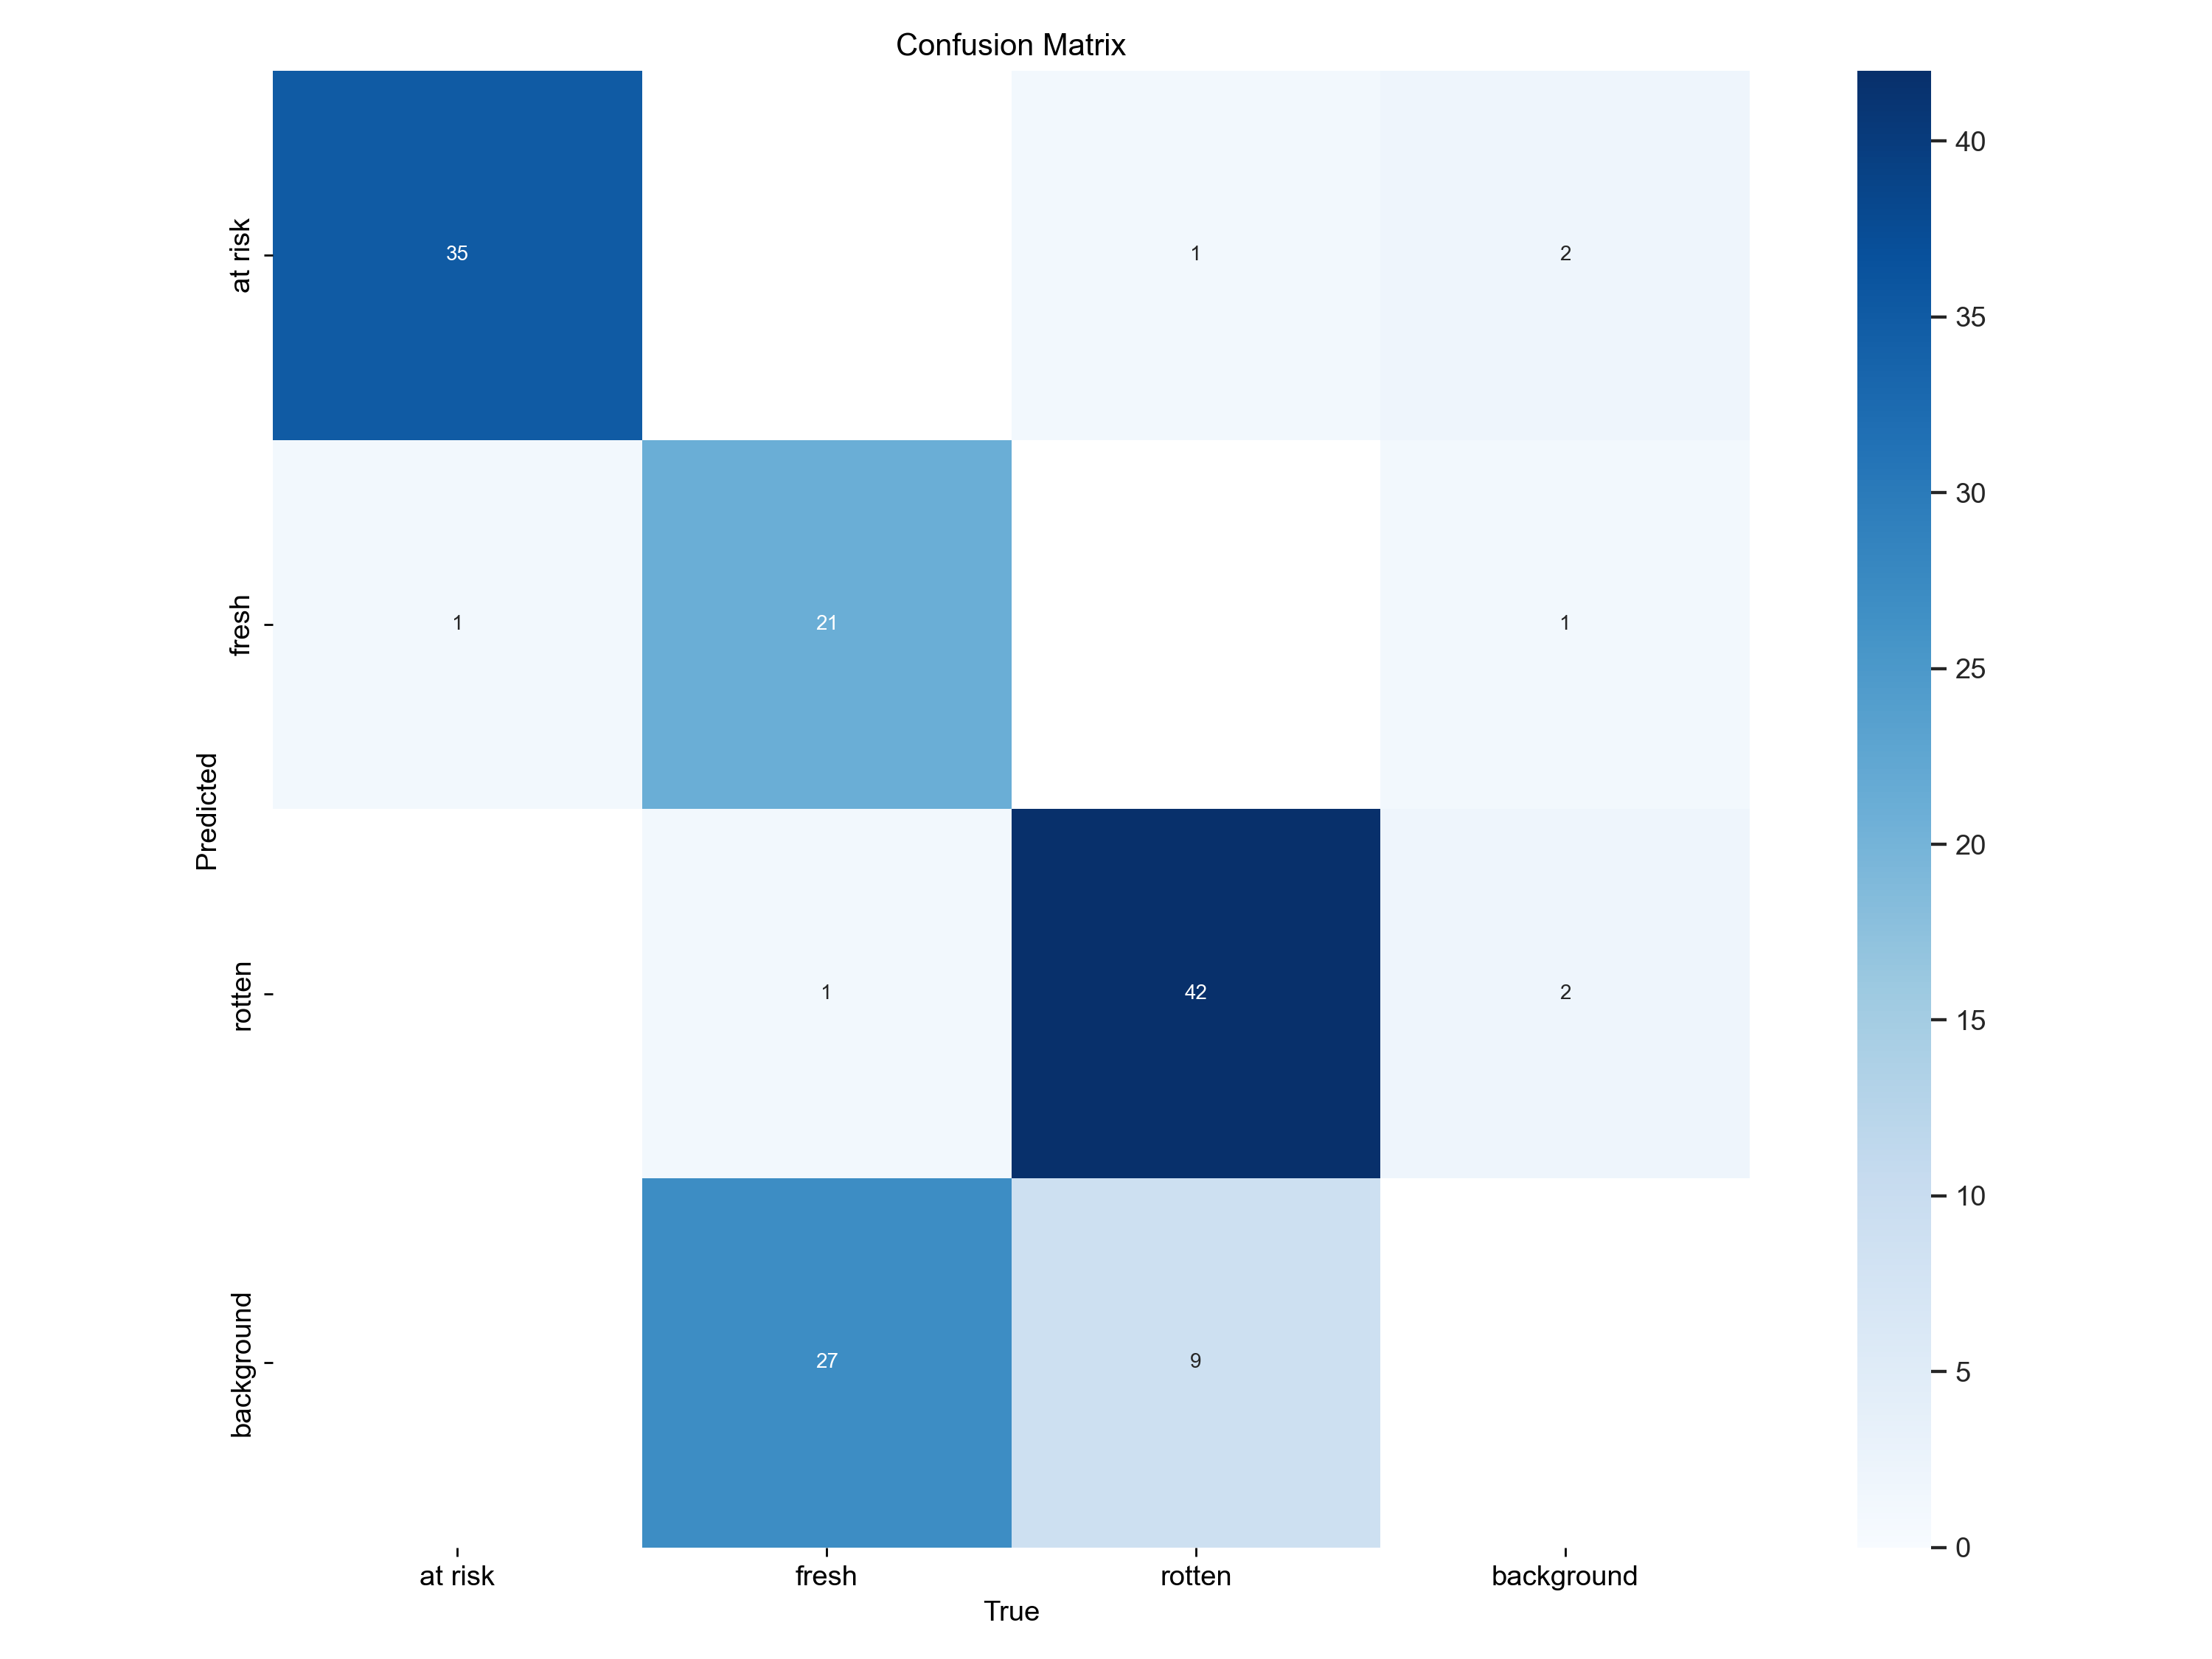 Confusion Matrix
at risk
35
1
2
40
35
fresh
1
21
1
30
25
Predicted
rotten
1
42
2
20
15
background
27
9
10
5
0
at risk
fresh
rotten
background
True